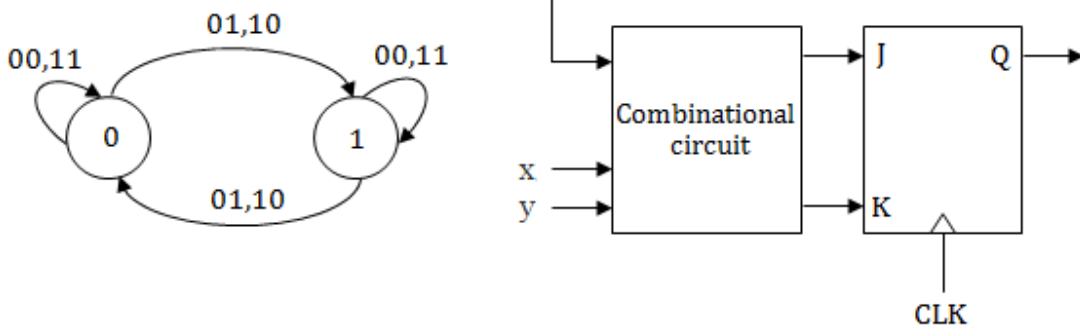 01,10
00,11
00,11
0
1
01,10
Combinational
circuit
x
y
J
Q
K
CLK